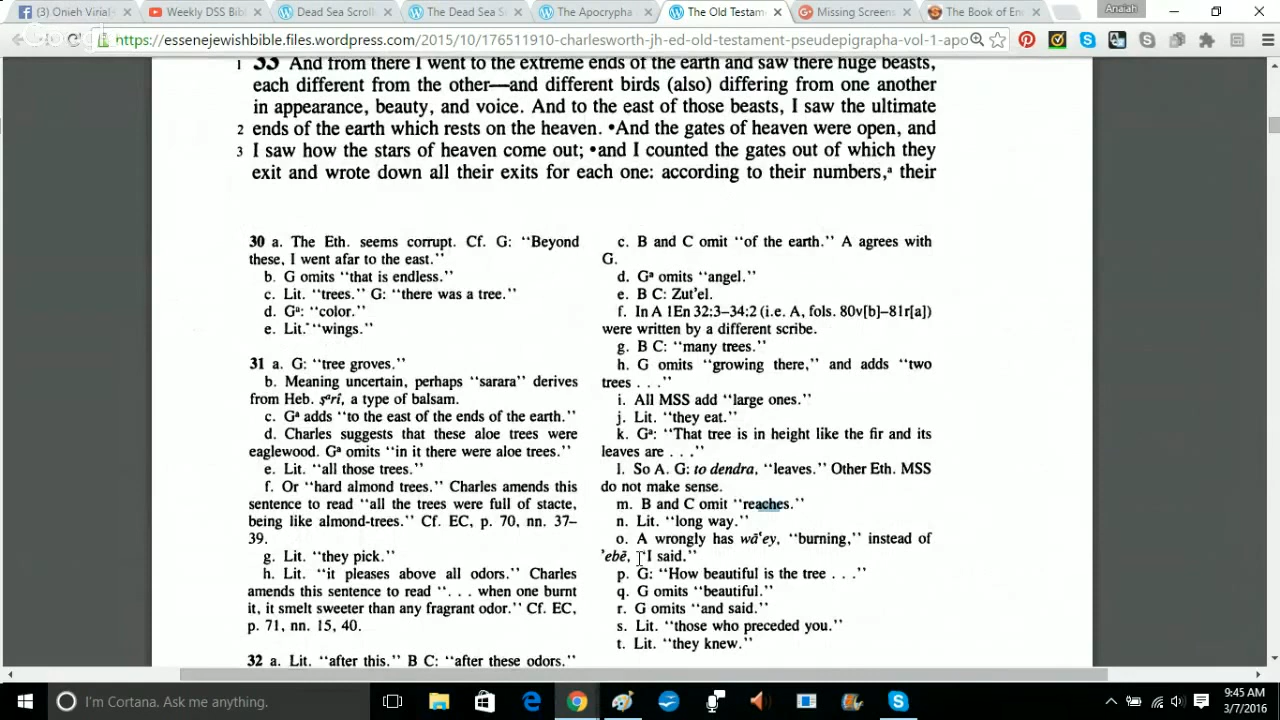 (3) Onieh Virial
Weekly DSS Bib
Dead Sea Scroll
The Dead Sea S
The Apocrypha
The Old Testam
Missing Screens
The Book of En
Anaiah
https://essenejewishbible.files.wordpress.com/2015/10/176511910-charlesworth-jh-ed-old-testament-pseudepigrapha-vol-1-apo
1 33 And from there I went to the extreme ends of the earth and saw there huge beasts,
each different from the other—and different birds (also) differing from one another
in appearance, beauty, and voice. And to the east of those beasts, I saw the ultimate
2 ends of the earth which rests on the heaven. •And the gates of heaven were open, and
3 I saw how the stars of heaven come out; •and I counted the gates out of which they
exit and wrote down all their exits for each one: according to their numbers,ᵃ their
30 a. The Eth. seems corrupt. Cf. G: “Beyond
these, I went afar to the east.”
b. G omits “that is endless.”
c. Lit. “trees.” G: “there was a tree.”
d. Gᵃ: “color.”
e. Lit. “wings.”
31 a. G: “tree groves.”
b. Meaning uncertain, perhaps “sarara” derives
from Heb. ṣᵒrî, a type of balsam.
c. Gᵃ adds “to the east of the ends of the earth.”
d. Charles suggests that these aloe trees were
eaglewood. Gᵃ omits “in it there were aloe trees.”
e. Lit. “all those trees.”
f. Or “hard almond trees.” Charles amends this
sentence to read “all the trees were full of stacte,
being like almond-trees.” Cf. EC, p. 70, nn. 37–
39.
g. Lit. “they pick.”
h. Lit. “it pleases above all odors.” Charles
amends this sentence to read “. . . when one burnt
it, it smelt sweeter than any fragrant odor.” Cf. EC,
p. 71, nn. 15, 40.
32 a. Lit. “after this.” B C: “after these odors.”
c. B and C omit “of the earth.” A agrees with
G.
d. Gᵃ omits “angel.”
e. B C: Zut’el.
f. In A 1En 32:3–34:2 (i.e. A, fols. 80v[b]–81r[a])
were written by a different scribe.
g. B C: “many trees.”
h. G omits “growing there,” and adds “two
trees . . .”
i. All MSS add “large ones.”
j. Lit. “they eat.”
k. Gᵃ: “That tree is in height like the fir and its
leaves are . . .”
l. So A. G: to dendra, “leaves.” Other Eth. MSS
do not make sense.
m. B and C omit “reaches.”
n. Lit. “long way.”
o. A wrongly has wā‘ey, “burning,” instead of
’ebē, “I said.”
p. G: “How beautiful is the tree . . .”
q. G omits “beautiful.”
r. G omits “and said.”
s. Lit. “those who preceded you.”
t. Lit. “they knew.”
I'm Cortana. Ask me anything.
9:45 AM
3/7/2016